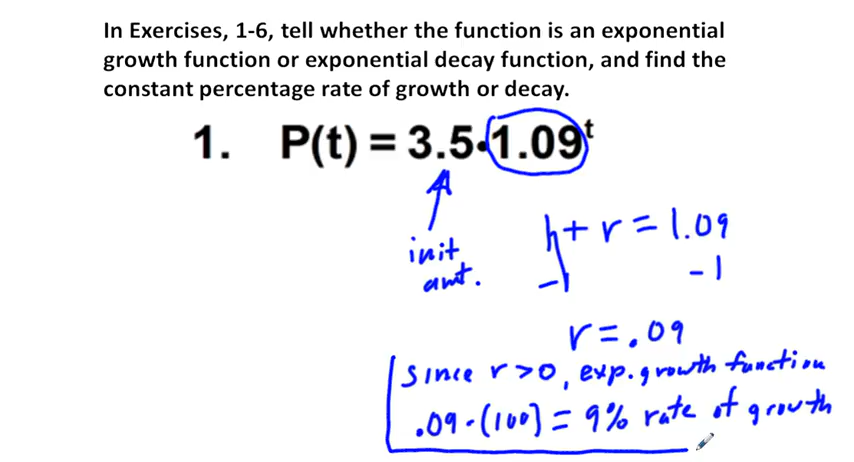 In Exercises, 1-6, tell whether the function is an exponential
growth function or exponential decay function, and find the
constant percentage rate of growth or decay.
1. P(t) = 3.5·1.09^t
init
amt.
1 + r = 1.09
-1 -1
r = .09
Since r > 0, exp. growth function
.09 · (100) = 9% rate of growth